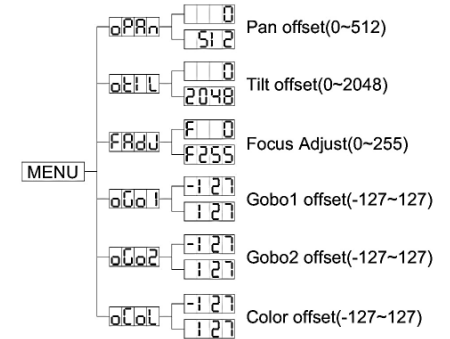 MENU
oPAn
0
512
Pan offset(0~512)
otIL
0
2048
Tilt offset(0~2048)
FAdJ
F 0
F255
Focus Adjust(0~255)
oGo1
-127
127
Gobo1 offset(-127~127)
oGo2
-127
127
Gobo2 offset(-127~127)
oCoL
-127
127
Color offset(-127~127)